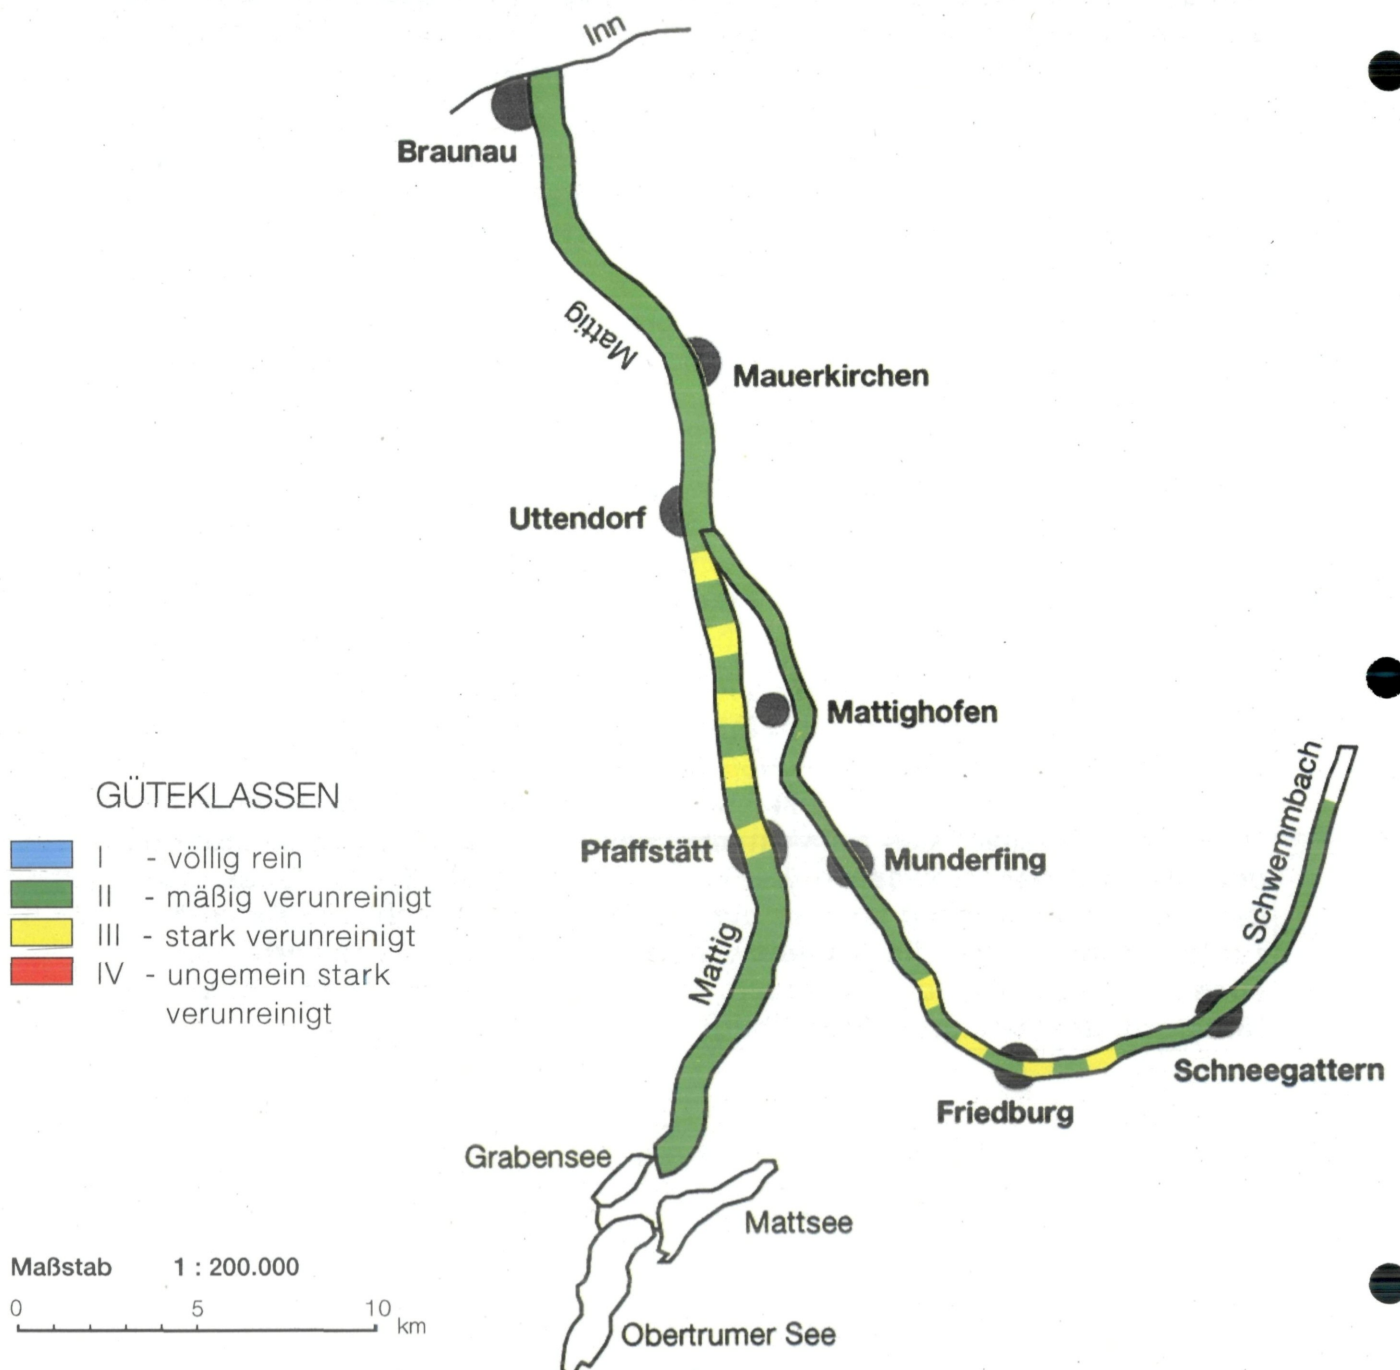 Inn
Braunau
Mattig
Mauerkirchen
Uttendorf
Mattighofen
Schwemmbach
GÜTEKLASSEN
I - völlig rein
II - mäßig verunreinigt
III - stark verunreinigt
IV - ungemein stark
verunreinigt
Pfaffstätt
Munderfing
Mattig
Schneegattern
Friedburg
Grabensee
Mattsee
Maßstab 1 : 200.000
0 5 10 km
Obertrumer See